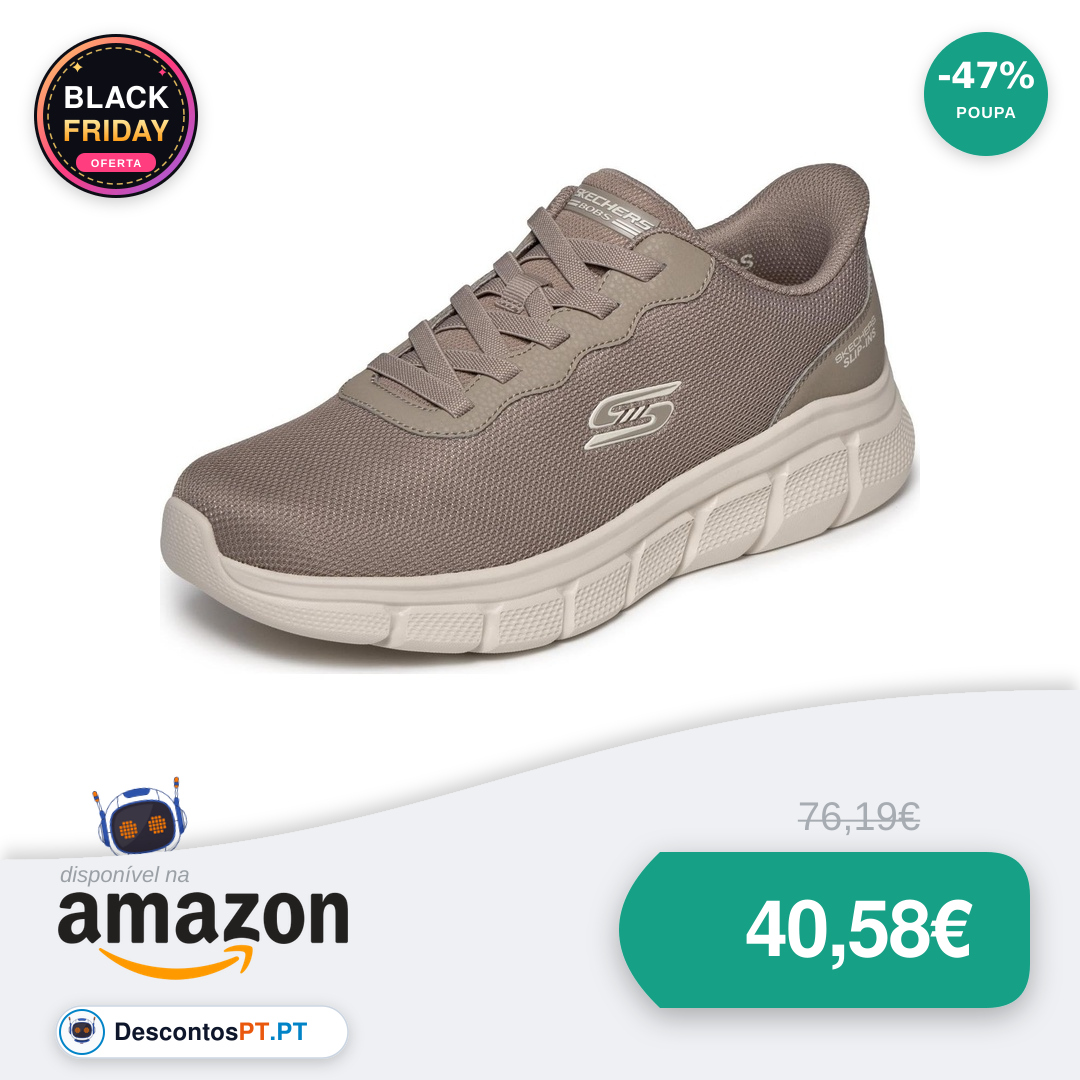 BLACK
FRIDAY
OFERTA
-47%
POUPA
SKECHERS
BOBS
SKECHERS
SLIP-INS
76,19€
40,58€
disponível na
amazon
DescontosPT.PT